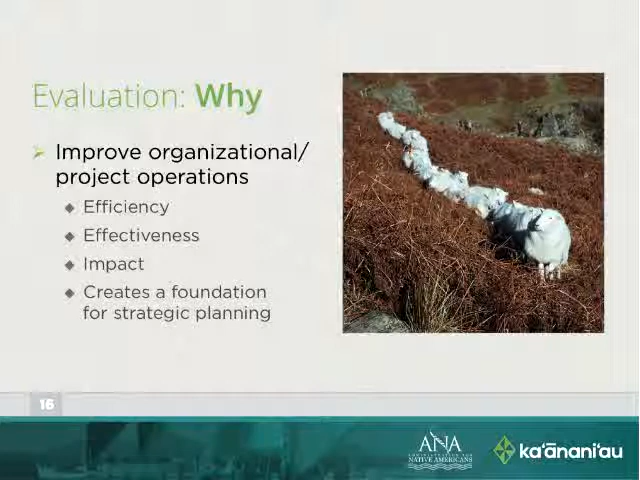 Evaluation: Why
Improve organizational/
project operations
Efficiency
Effectiveness
Impact
Creates a foundation
for strategic planning
16
ANA
ADMINISTRATION FOR
NATIVE AMERICANS
ka‘ānani‘au